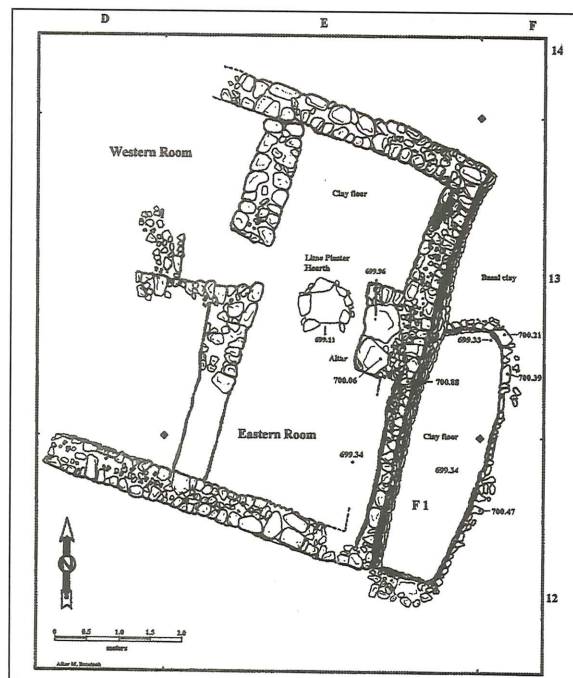 D E F
14
Western Room
Clay floor
13
Lime Plaster
Hearth
699.96
Basal clay
699.11
Altar
700.06
700.88
699.33
700.21
700.39
Clay floor
Eastern Room
699.34
699.34
F 1
700.47
N
12
0 0.5 1.0 1.5 2.0
meters
After M.